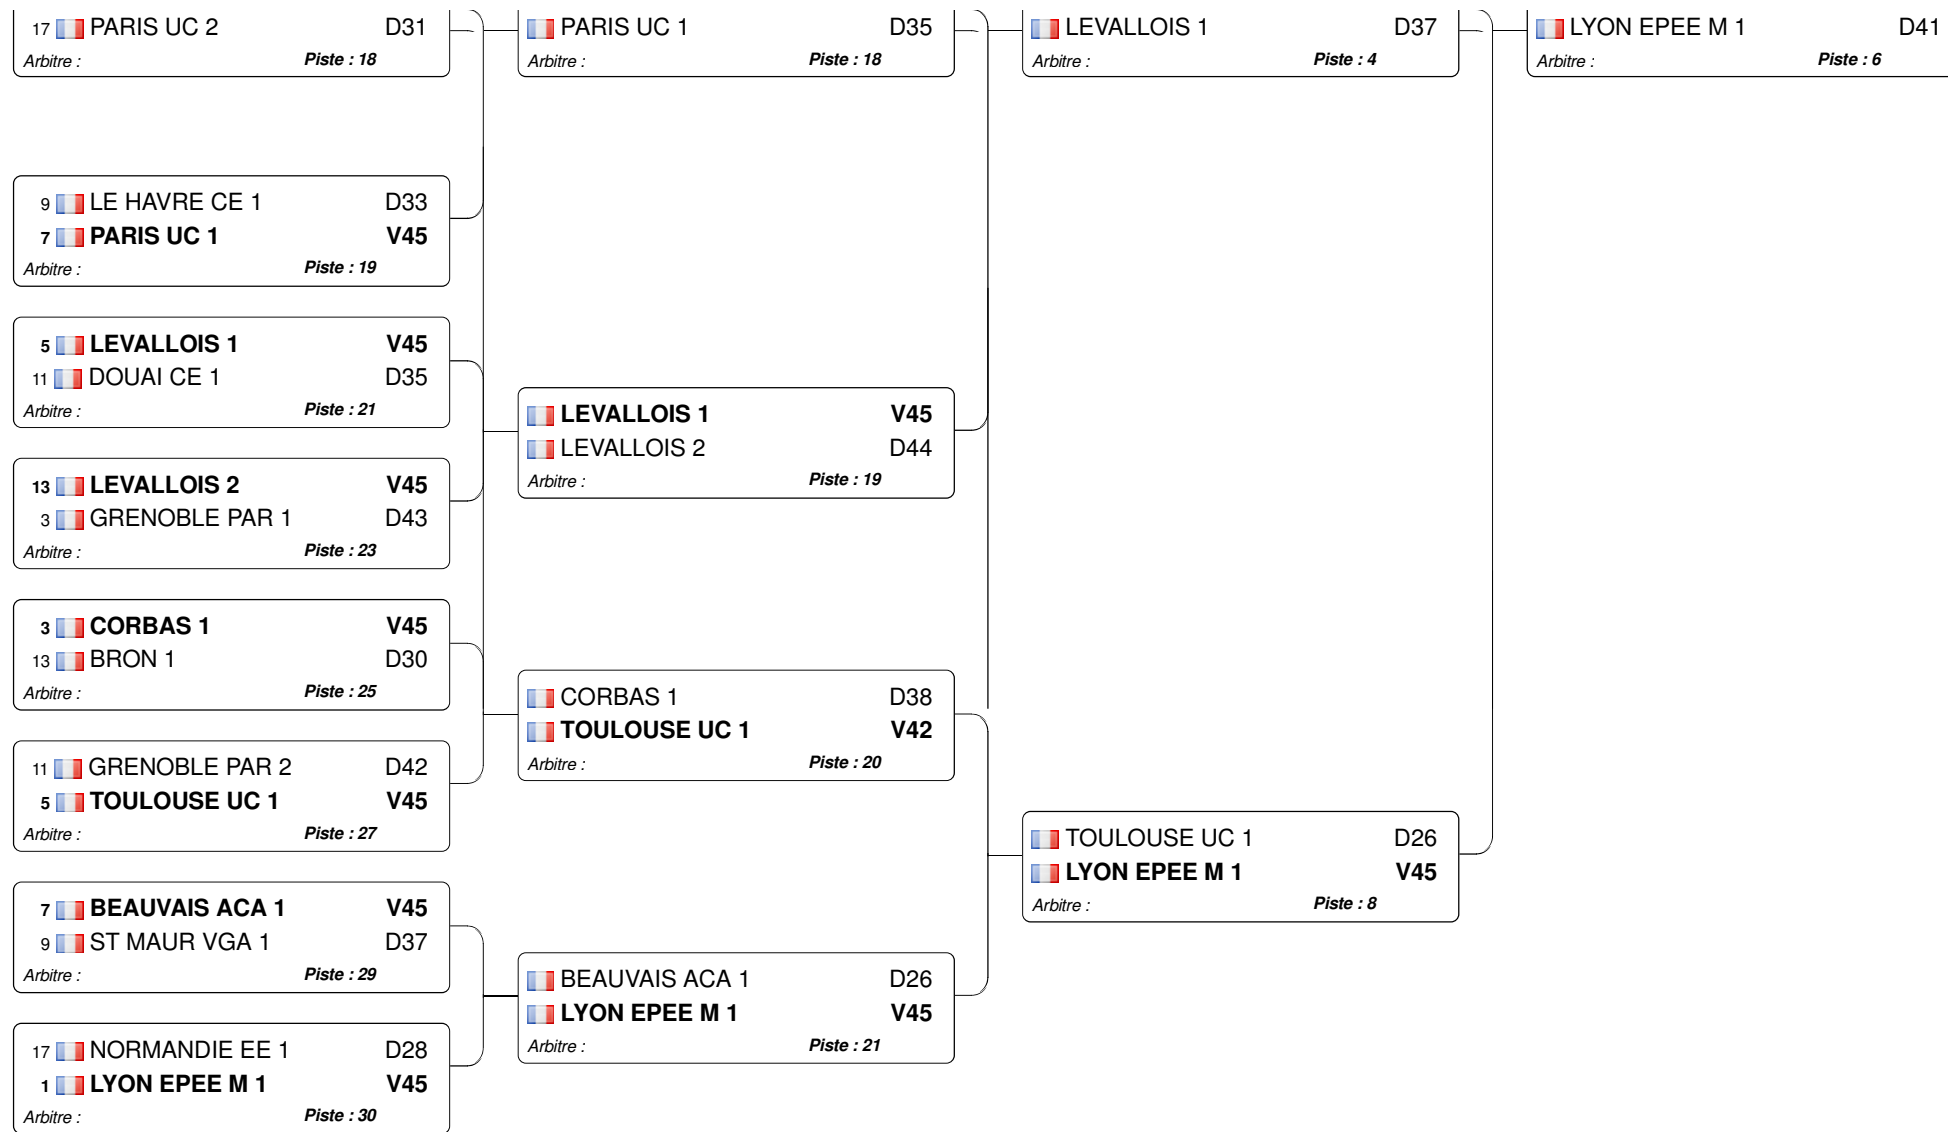 17 PARIS UC 2 D31
Arbitre : Piste : 18
9 LE HAVRE CE 1 D33
7 PARIS UC 1 V45
Arbitre : Piste : 19
5 LEVALLOIS 1 V45
11 DOUAI CE 1 D35
Arbitre : Piste : 21
13 LEVALLOIS 2 V45
3 GRENOBLE PAR 1 D43
Arbitre : Piste : 23
3 CORBAS 1 V45
13 BRON 1 D30
Arbitre : Piste : 25
11 GRENOBLE PAR 2 D42
5 TOULOUSE UC 1 V45
Arbitre : Piste : 27
7 BEAUVAIS ACA 1 V45
9 ST MAUR VGA 1 D37
Arbitre : Piste : 29
17 NORMANDIE EE 1 D28
1 LYON EPEE M 1 V45
Arbitre : Piste : 30
PARIS UC 1 D35
Arbitre : Piste : 18
LEVALLOIS 1 V45
LEVALLOIS 2 D44
Arbitre : Piste : 19
CORBAS 1 D38
TOULOUSE UC 1 V42
Arbitre : Piste : 20
BEAUVAIS ACA 1 D26
LYON EPEE M 1 V45
Arbitre : Piste : 21
LEVALLOIS 1 D37
Arbitre : Piste : 4
TOULOUSE UC 1 D26
LYON EPEE M 1 V45
Arbitre : Piste : 8
LYON EPEE M 1 D41
Arbitre : Piste : 6